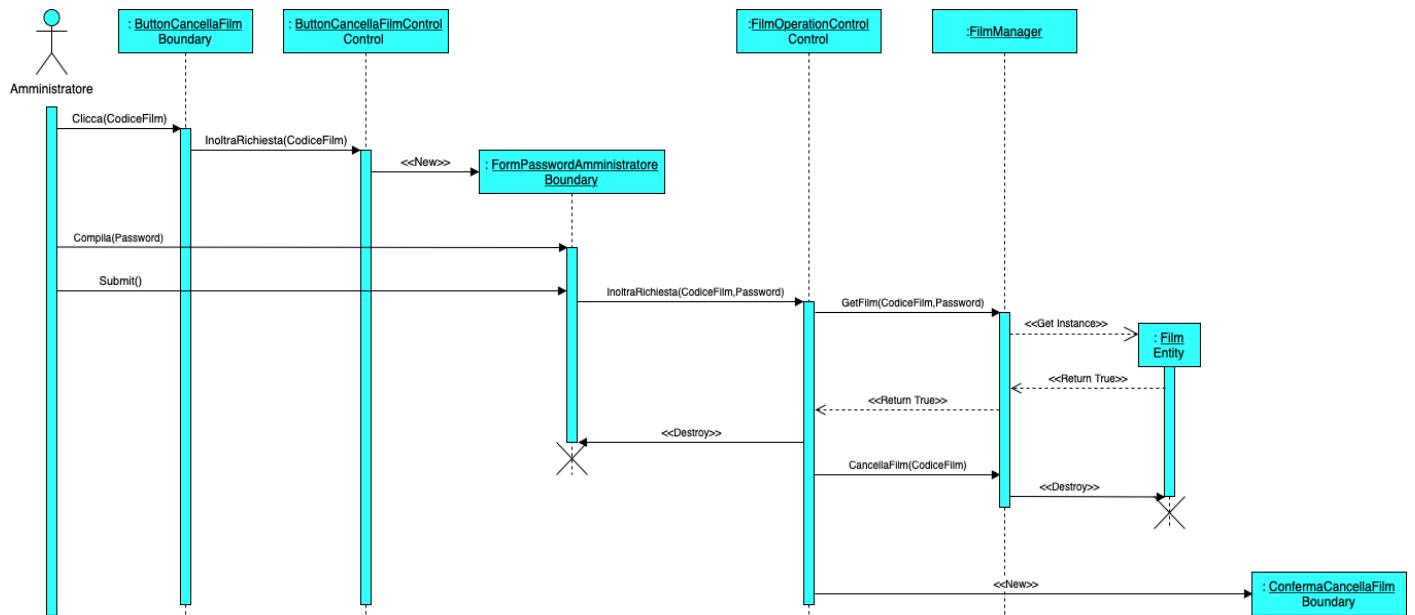 : ButtonCancellaFilm
Boundary
: ButtonCancellaFilmControl
Control
:FilmOperationControl
Control
:FilmManager
Amministratore
Clicca(CodiceFilm)
InoltraRichiesta(CodiceFilm)
<<New>>
: FormPasswordAmministratore
Boundary
Compila(Password)
Submit()
InoltraRichiesta(CodiceFilm,Password)
GetFilm(CodiceFilm,Password)
<<Get Instance>>
: Film
Entity
<<Return True>>
<<Return True>>
<<Destroy>>
CancellaFilm(CodiceFilm)
<<Destroy>>
<<New>>
: ConfermaCancellaFilm
Boundary